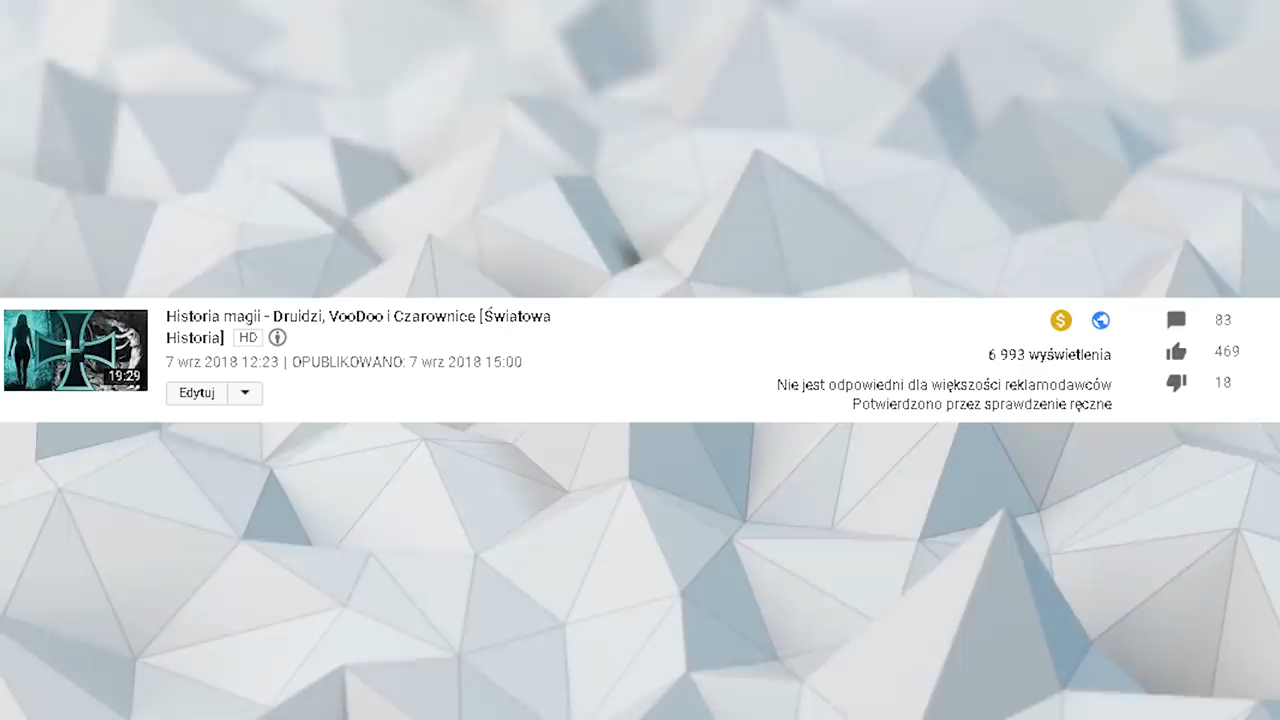 Historia magii - Druidzi, VooDoo i Czarownice [Światowa
Historia] HD
7 wrz 2018 12:23 | OPUBLIKOWANO: 7 wrz 2018 15:00
19:29
Edytuj
6 993 wyświetlenia
Nie jest odpowiedni dla większości reklamodawców
Potwierdzono przez sprawdzenie ręczne
83
469
18